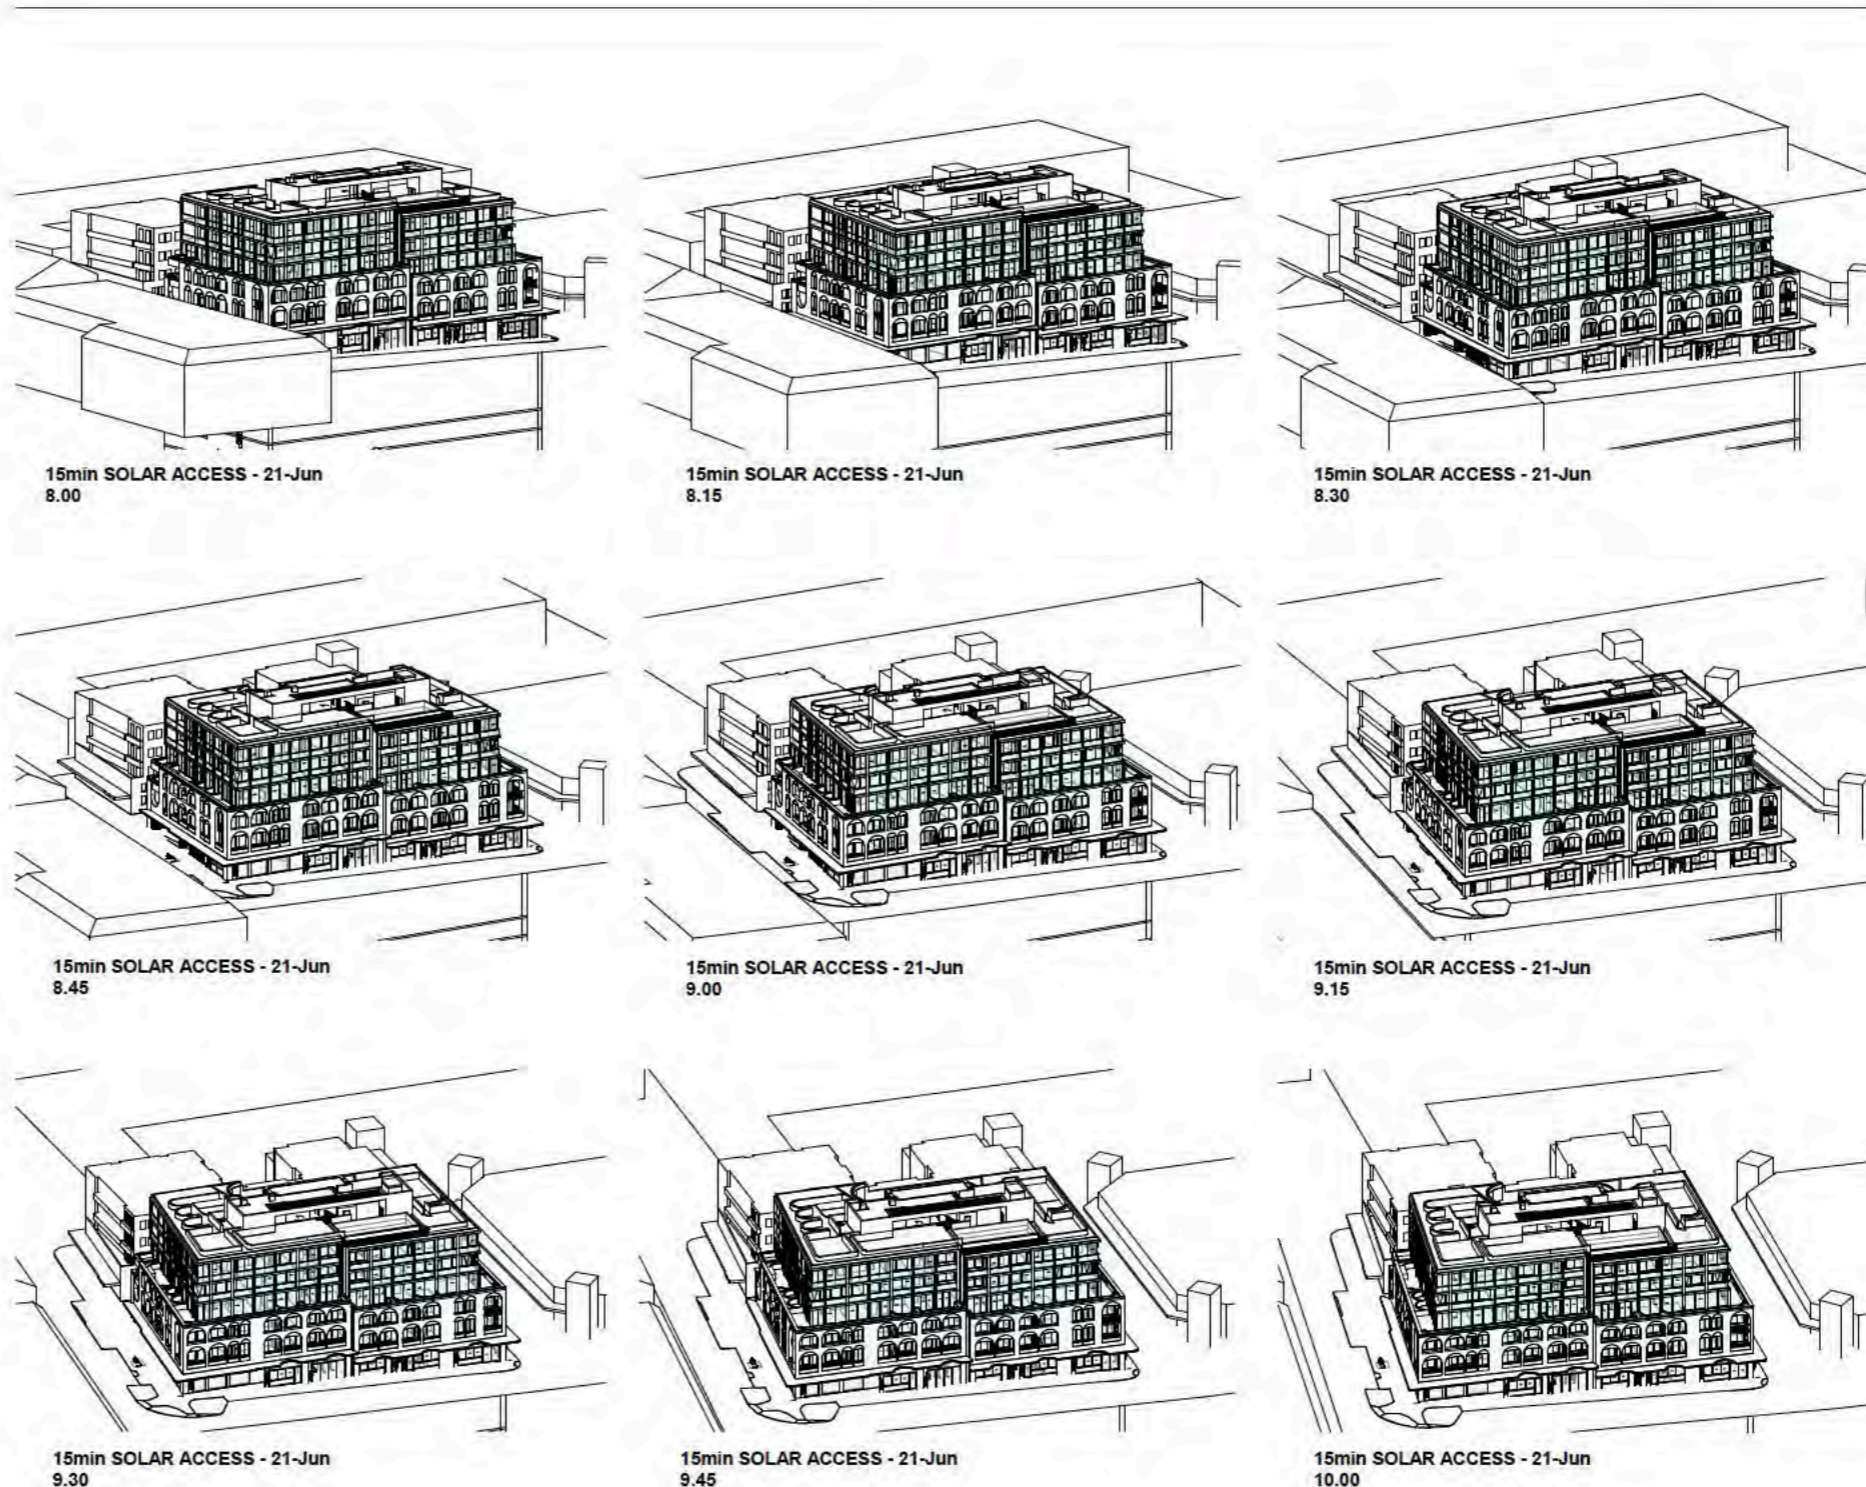 15min SOLAR ACCESS - 21-Jun
8.00
15min SOLAR ACCESS - 21-Jun
8.15
15min SOLAR ACCESS - 21-Jun
8.30
15min SOLAR ACCESS - 21-Jun
8.45
15min SOLAR ACCESS - 21-Jun
9.00
15min SOLAR ACCESS - 21-Jun
9.15
15min SOLAR ACCESS - 21-Jun
9.30
15min SOLAR ACCESS - 21-Jun
9.45
15min SOLAR ACCESS - 21-Jun
10.00